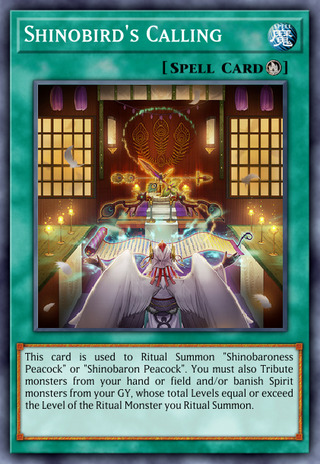 Shinobird's Calling
魔
[Spell Card]
This card is used to Ritual Summon "Shinobaroness
Peacock" or "Shinobaron Peacock". You must also Tribute
monsters from your hand or field and/or banish Spirit
monsters from your GY, whose total Levels equal or exceed
the Level of the Ritual Monster you Ritual Summon.